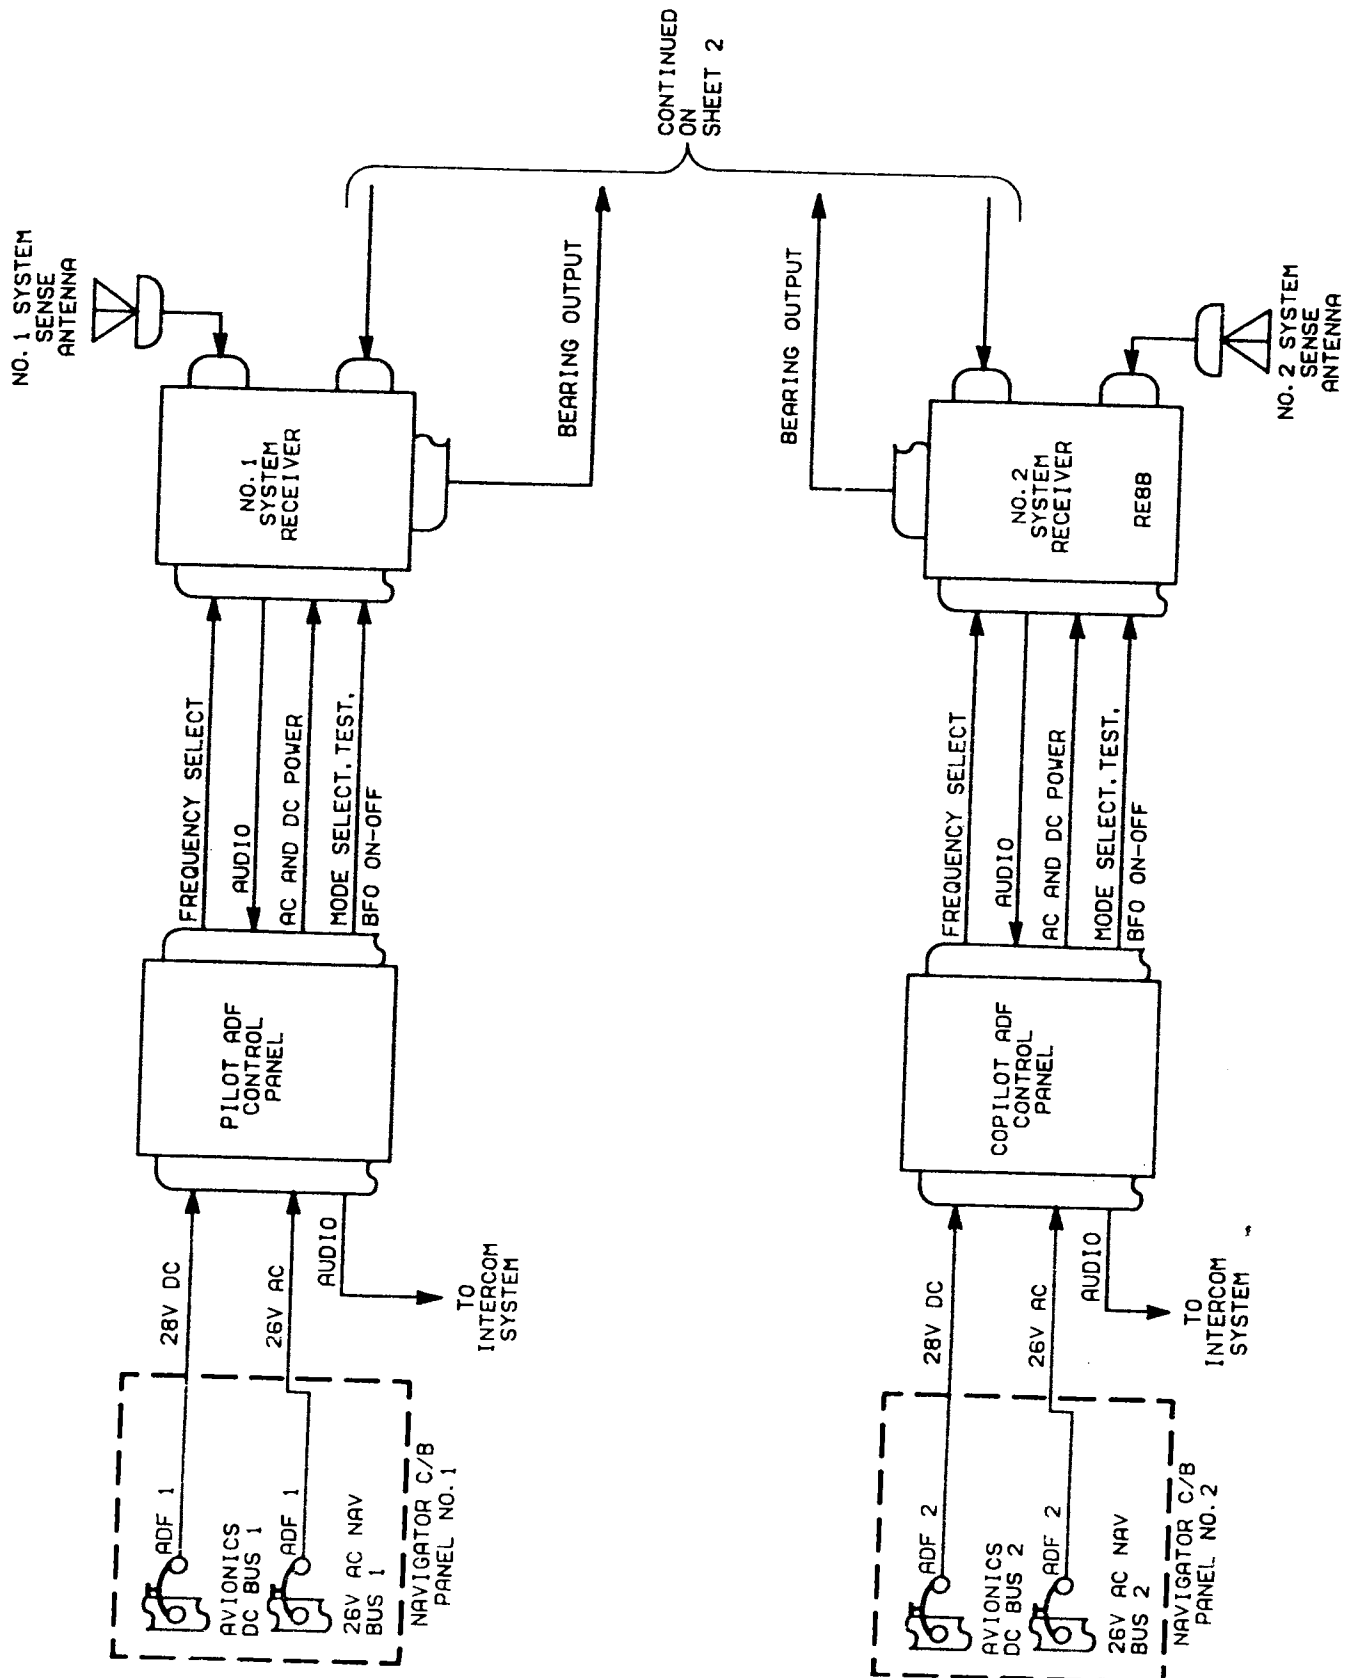 NAVIGATOR C/B
PANEL NO. 1
ADF 1
AVIONICS
DC BUS 1
ADF 1
26V AC NAV
BUS 1
28V DC
26V AC
AUDIO
TO
INTERCOM
SYSTEM
PILOT ADF
CONTROL
PANEL
FREQUENCY SELECT
AUDIO
AC AND DC POWER
MODE SELECT. TEST.
BFO ON-OFF
NO. 1
SYSTEM
RECEIVER
NO. 1 SYSTEM
SENSE
ANTENNA
BEARING OUTPUT
CONTINUED
ON
SHEET 2
NAVIGATOR C/B
PANEL NO. 2
ADF 2
AVIONICS
DC BUS 2
ADF 2
26V AC NAV
BUS 2
28V DC
26V AC
AUDIO
TO
INTERCOM
SYSTEM
COPILOT ADF
CONTROL
PANEL
FREQUENCY SELECT
AUDIO
AC AND DC POWER
MODE SELECT. TEST.
BFO ON-OFF
NO. 2
SYSTEM
RECEIVER
RE8B
BEARING OUTPUT
NO. 2 SYSTEM
SENSE
ANTENNA